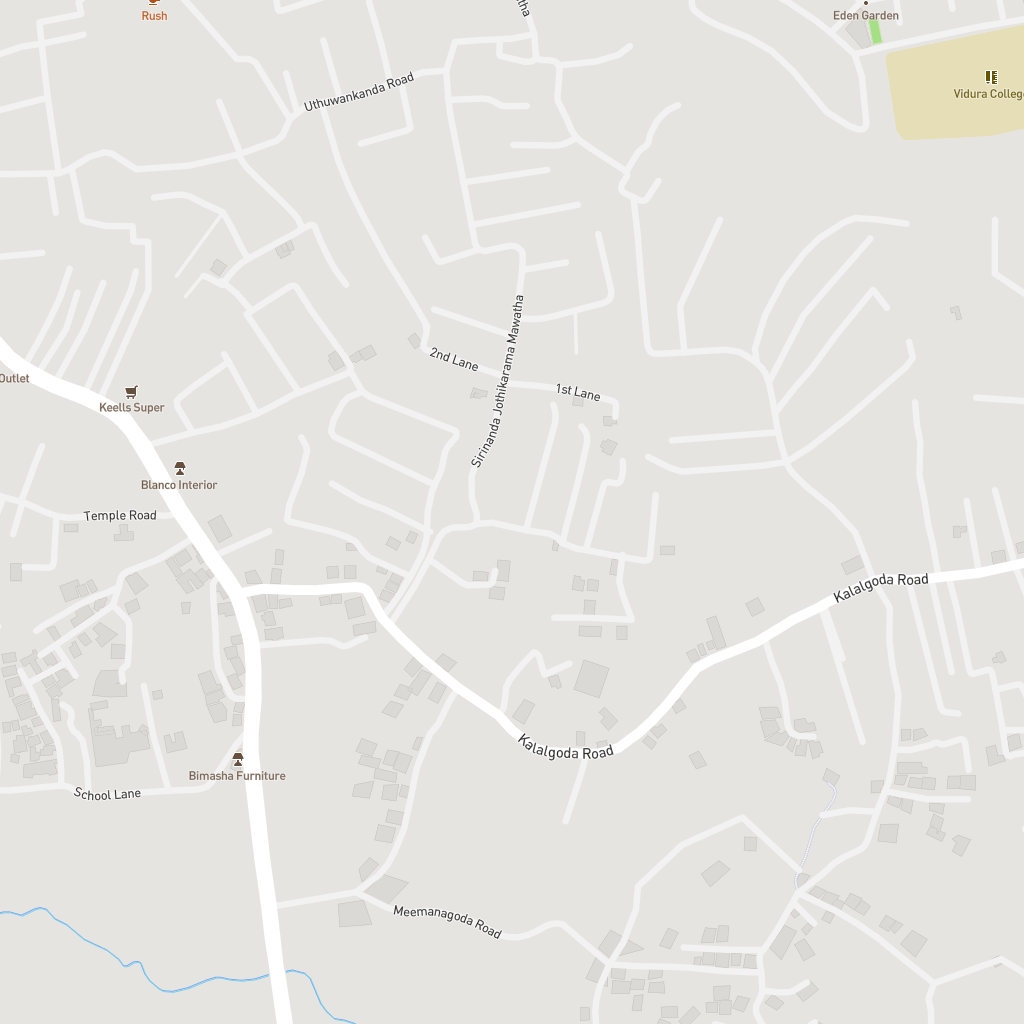 Rush
atha
Eden Garden
Vidura College
Uthuwankanda Road
Sirinanda Jothikarama Mawatha
2nd Lane
1st Lane
Outlet
Keells Super
Blanco Interior
Temple Road
Kalalgoda Road
Kalalgoda Road
Bimasha Furniture
School Lane
Meemanagoda Road